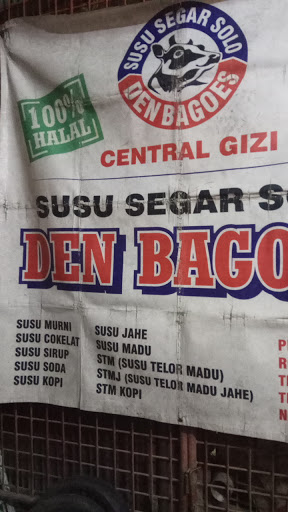 SUSU SEGAR SOLO
DEN BAGOES
100%
HALAL
CENTRAL GIZI
SUSU SEGAR S
DEN BAGO
SUSU MURNI
SUSU COKELAT
SUSU SIRUP
SUSU SODA
SUSU KOPI
SUSU JAHE
SUSU MADU
STM (SUSU TELOR MADU)
STMJ (SUSU TELOR MADU JAHE)
STM KOPI